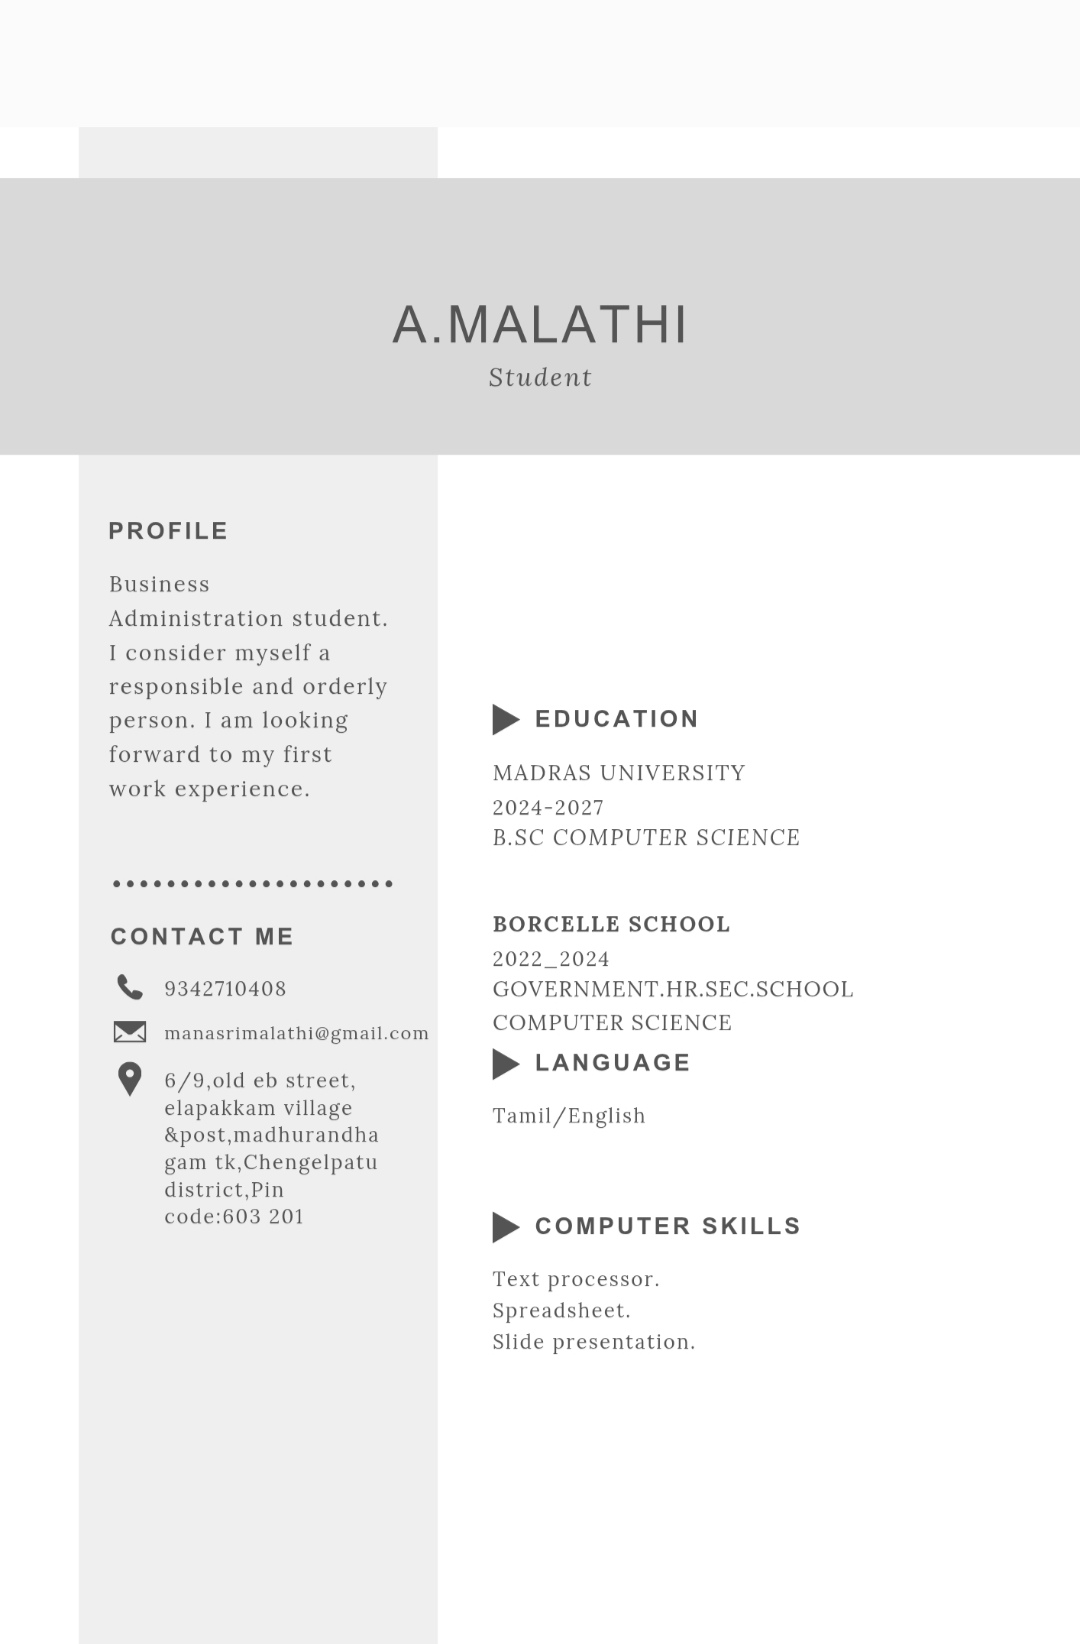 A.MALATHI
Student
PROFILE
Business
Administration student.
I consider myself a
responsible and orderly
person. I am looking
forward to my first
work experience.
CONTACT ME
9342710408
manasrimalathi@gmail.com
6/9,old eb street,
elapakkam village
&post,madhurandha
gam tk,Chengelpatu
district,Pin
code:603 201
EDUCATION
MADRAS UNIVERSITY
2024-2027
B.SC COMPUTER SCIENCE
BORCELLE SCHOOL
2022_2024
GOVERNMENT.HR.SEC.SCHOOL
COMPUTER SCIENCE
LANGUAGE
Tamil/English
COMPUTER SKILLS
Text processor.
Spreadsheet.
Slide presentation.